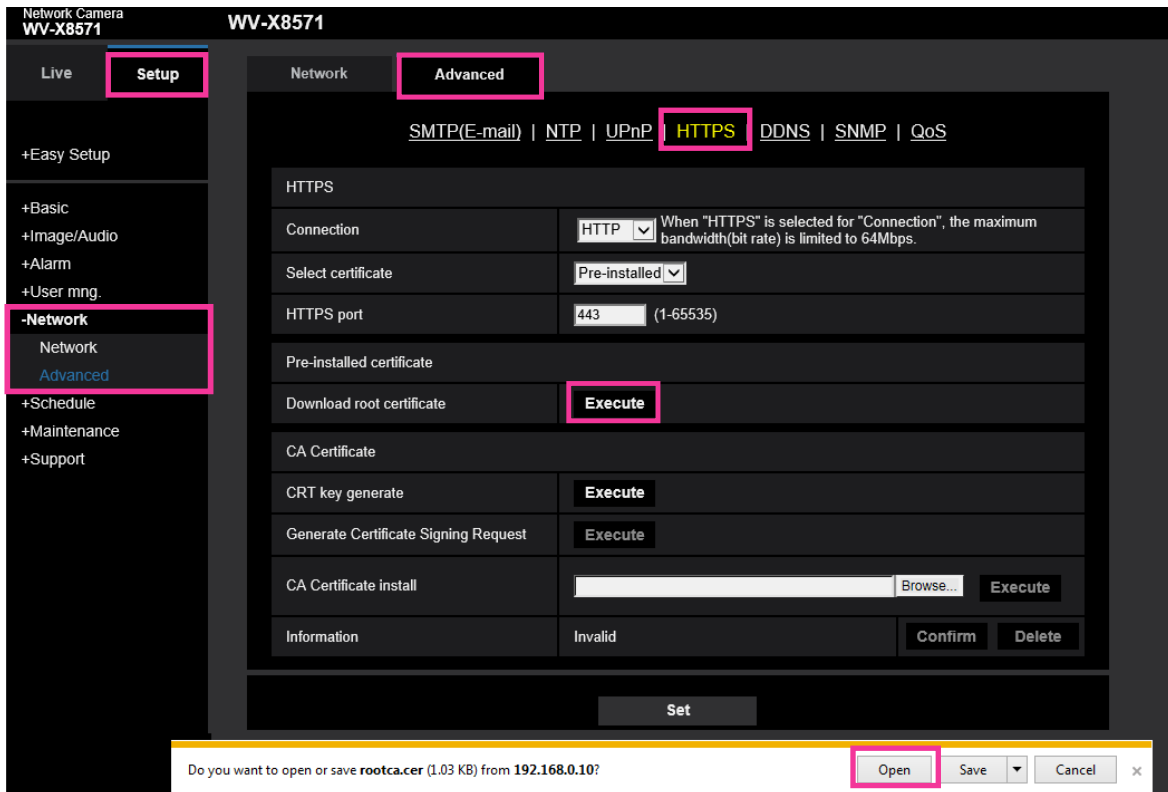 Network Camera
WV-X8571
WV-X8571
Live
Setup
+Easy Setup
+Basic
+Image/Audio
+Alarm
+User mng.
-Network
Network
Advanced
+Schedule
+Maintenance
+Support
Network
Advanced
SMTP(E-mail) | NTP | UPnP | HTTPS | DDNS | SNMP | QoS
HTTPS
Connection
HTTP
When "HTTPS" is selected for "Connection", the maximum
bandwidth(bit rate) is limited to 64Mbps.
Select certificate
Pre-installed
HTTPS port
443 (1-65535)
Pre-installed certificate
Download root certificate
Execute
CA Certificate
CRT key generate
Execute
Generate Certificate Signing Request
Execute
CA Certificate install
Browse...
Execute
Information
Invalid
Confirm
Delete
Set
Do you want to open or save rootca.cer (1.03 KB) from 192.168.0.10?
Open
Save
Cancel
×